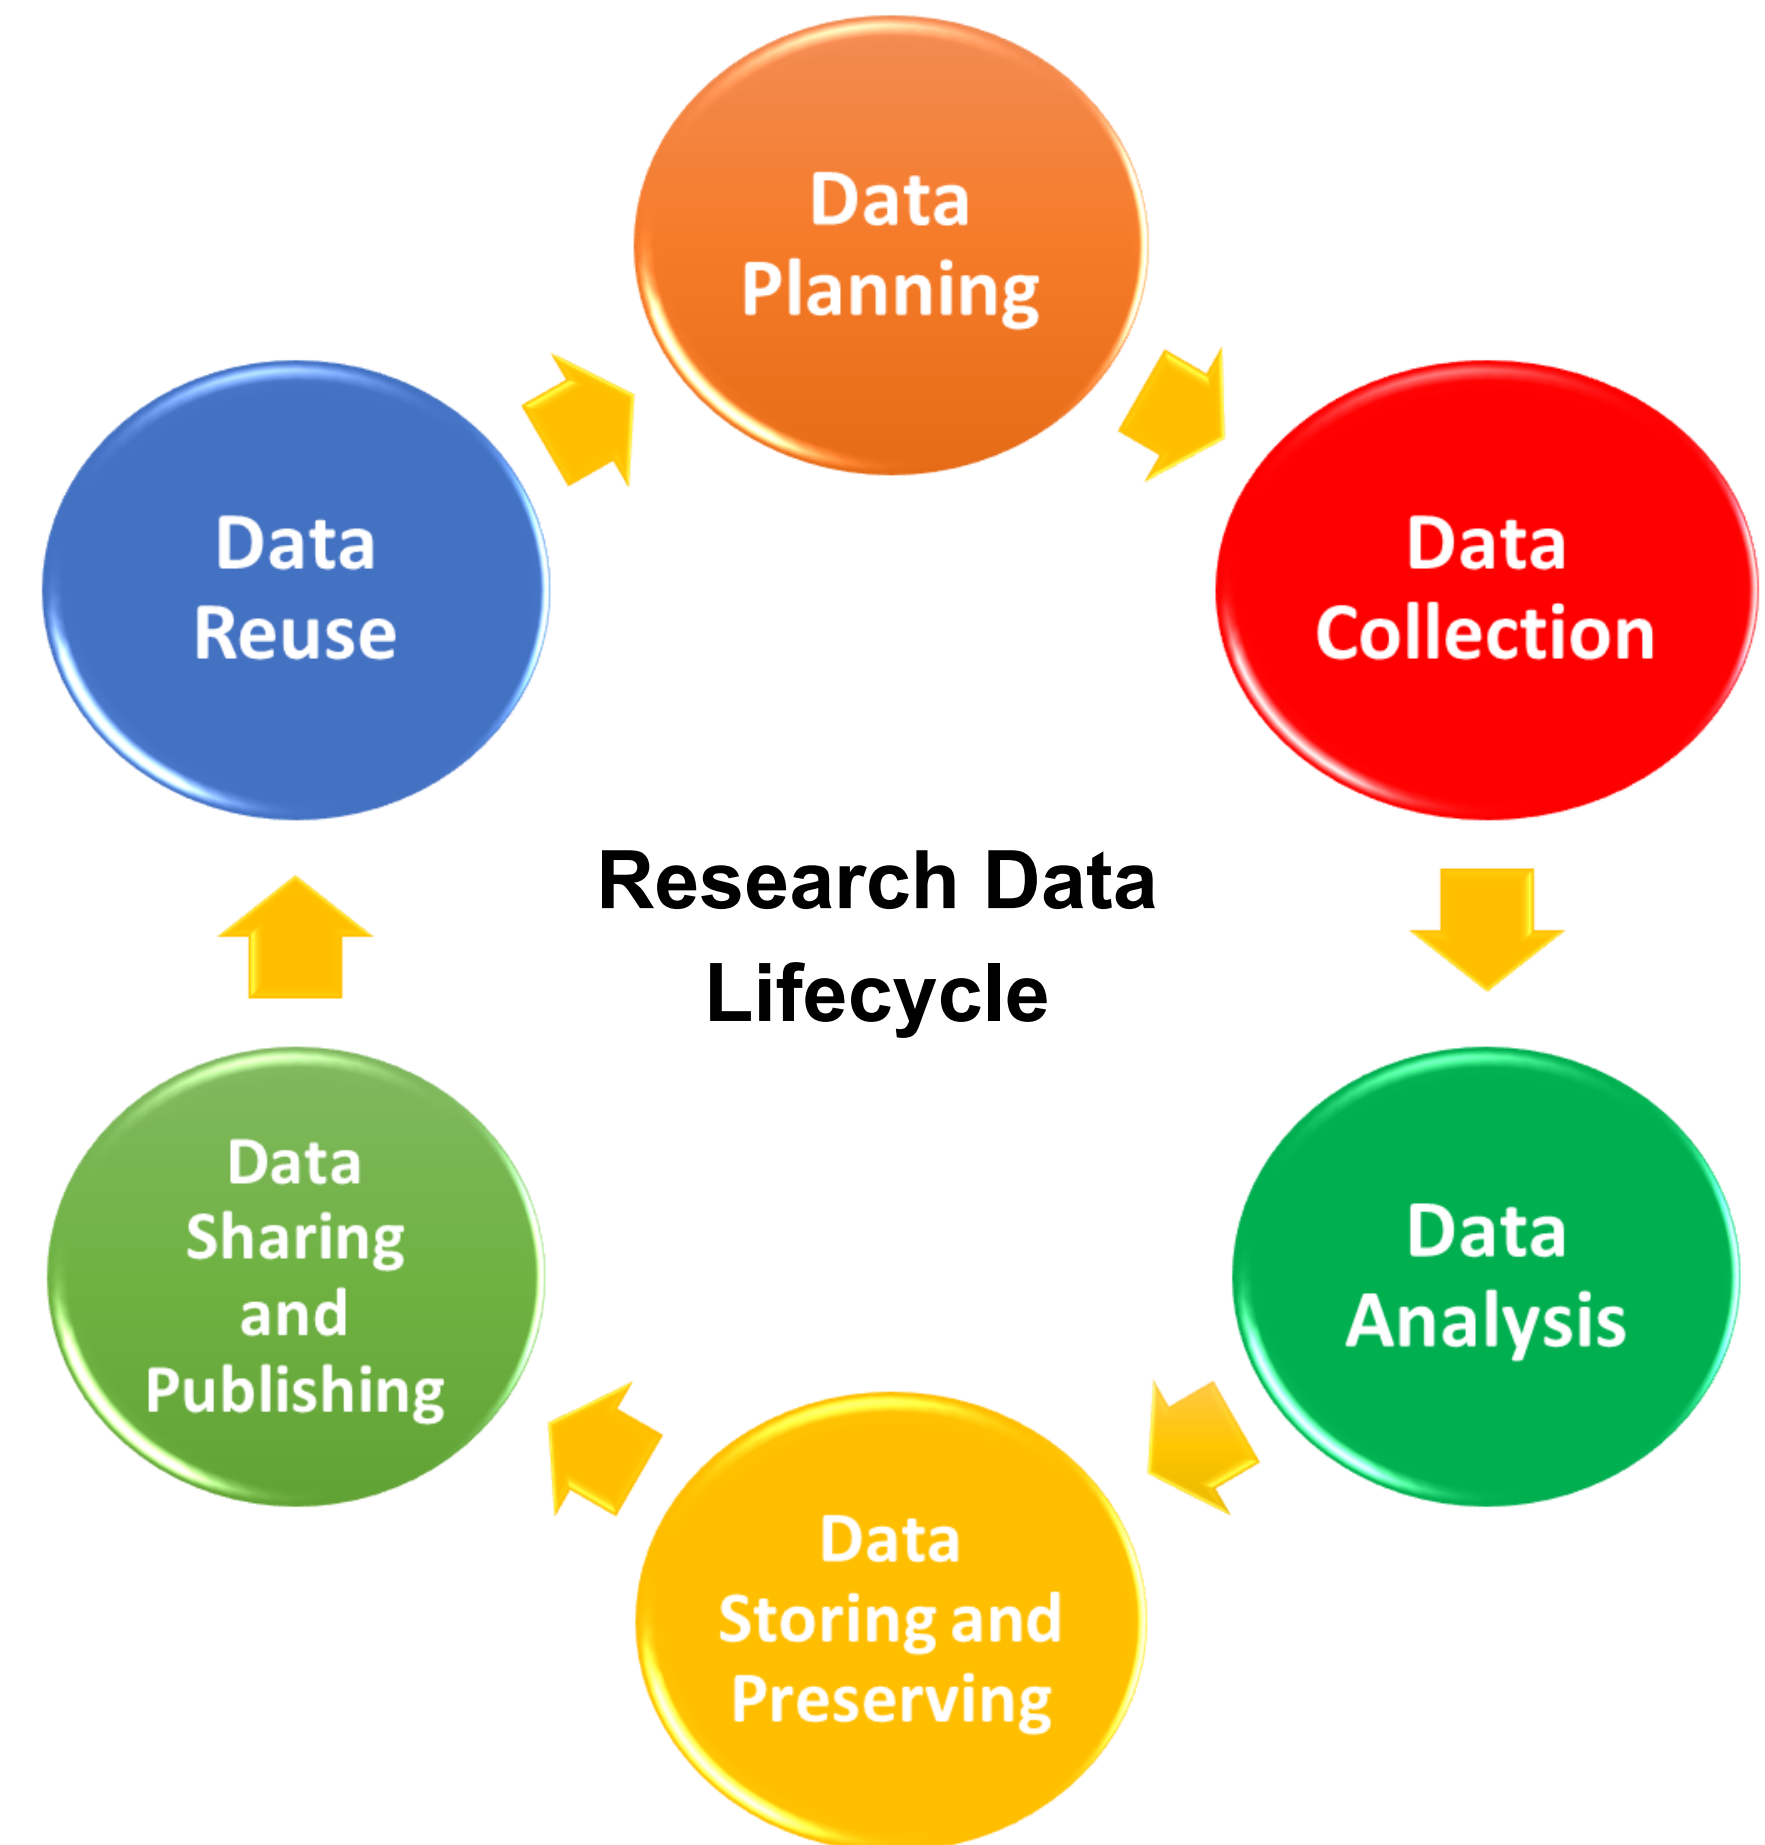 Data
Planning
Data
Collection
Data
Analysis
Data
Storing and
Preserving
Data
Sharing
and
Publishing
Data
Reuse
Research Data
Lifecycle